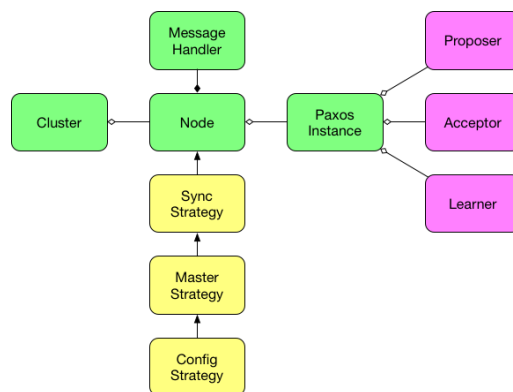 Message
Handler
Proposer
Cluster
Node
Paxos
Instance
Acceptor
Sync
Strategy
Learner
Master
Strategy
Config
Strategy